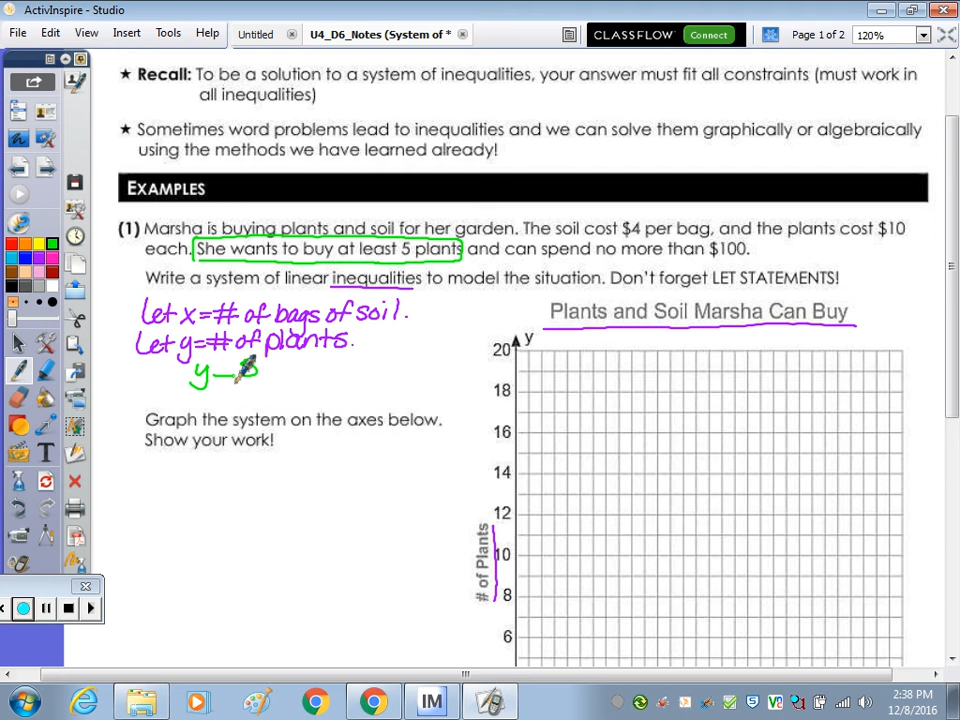 ActivInspire - Studio
File Edit View Insert Tools Help Untitled U4_D6_Notes (System of * CLASSFLOW Connect Page 1 of 2 120%
★ Recall: To be a solution to a system of inequalities, your answer must fit all constraints (must work in
all inequalities)
★ Sometimes word problems lead to inequalities and we can solve them graphically or algebraically
using the methods we have learned already!
EXAMPLES
(1) Marsha is buying plants and soil for her garden. The soil cost $4 per bag, and the plants cost $10
each. She wants to buy at least 5 plants and can spend no more than $100.
Write a system of linear inequalities to model the situation. Don't forget LET STATEMENTS!
Let x=# of bags of soil.
Let y=# of plants.
y
Graph the system on the axes below.
Show your work!
Plants and Soil Marsha Can Buy
y
20
18
16
14
12
10
8
6
# of Plants
IM
2:38 PM
12/8/2016